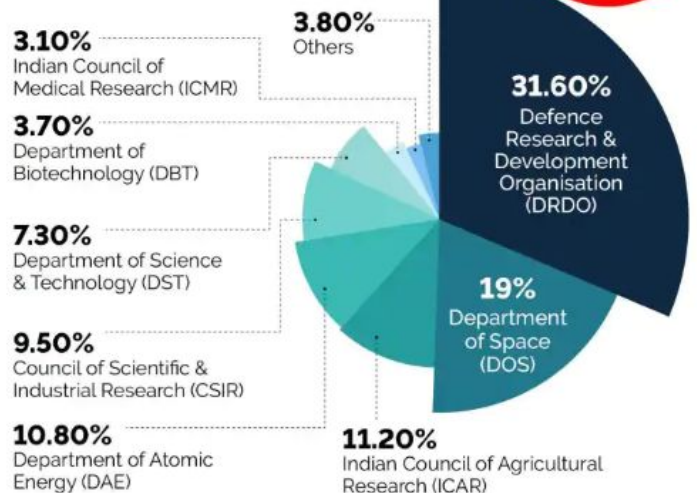 3.10%
Indian Council of
Medical Research (ICMR)
3.80%
Others
31.60%
Defence
Research &
Development
Organisation
(DRDO)
3.70%
Department of
Biotechnology (DBT)
7.30%
Department of Science
& Technology (DST)
19%
Department
of Space
(DOS)
9.50%
Council of Scientific &
Industrial Research (CSIR)
10.80%
Department of Atomic
Energy (DAE)
11.20%
Indian Council of Agricultural
Research (ICAR)